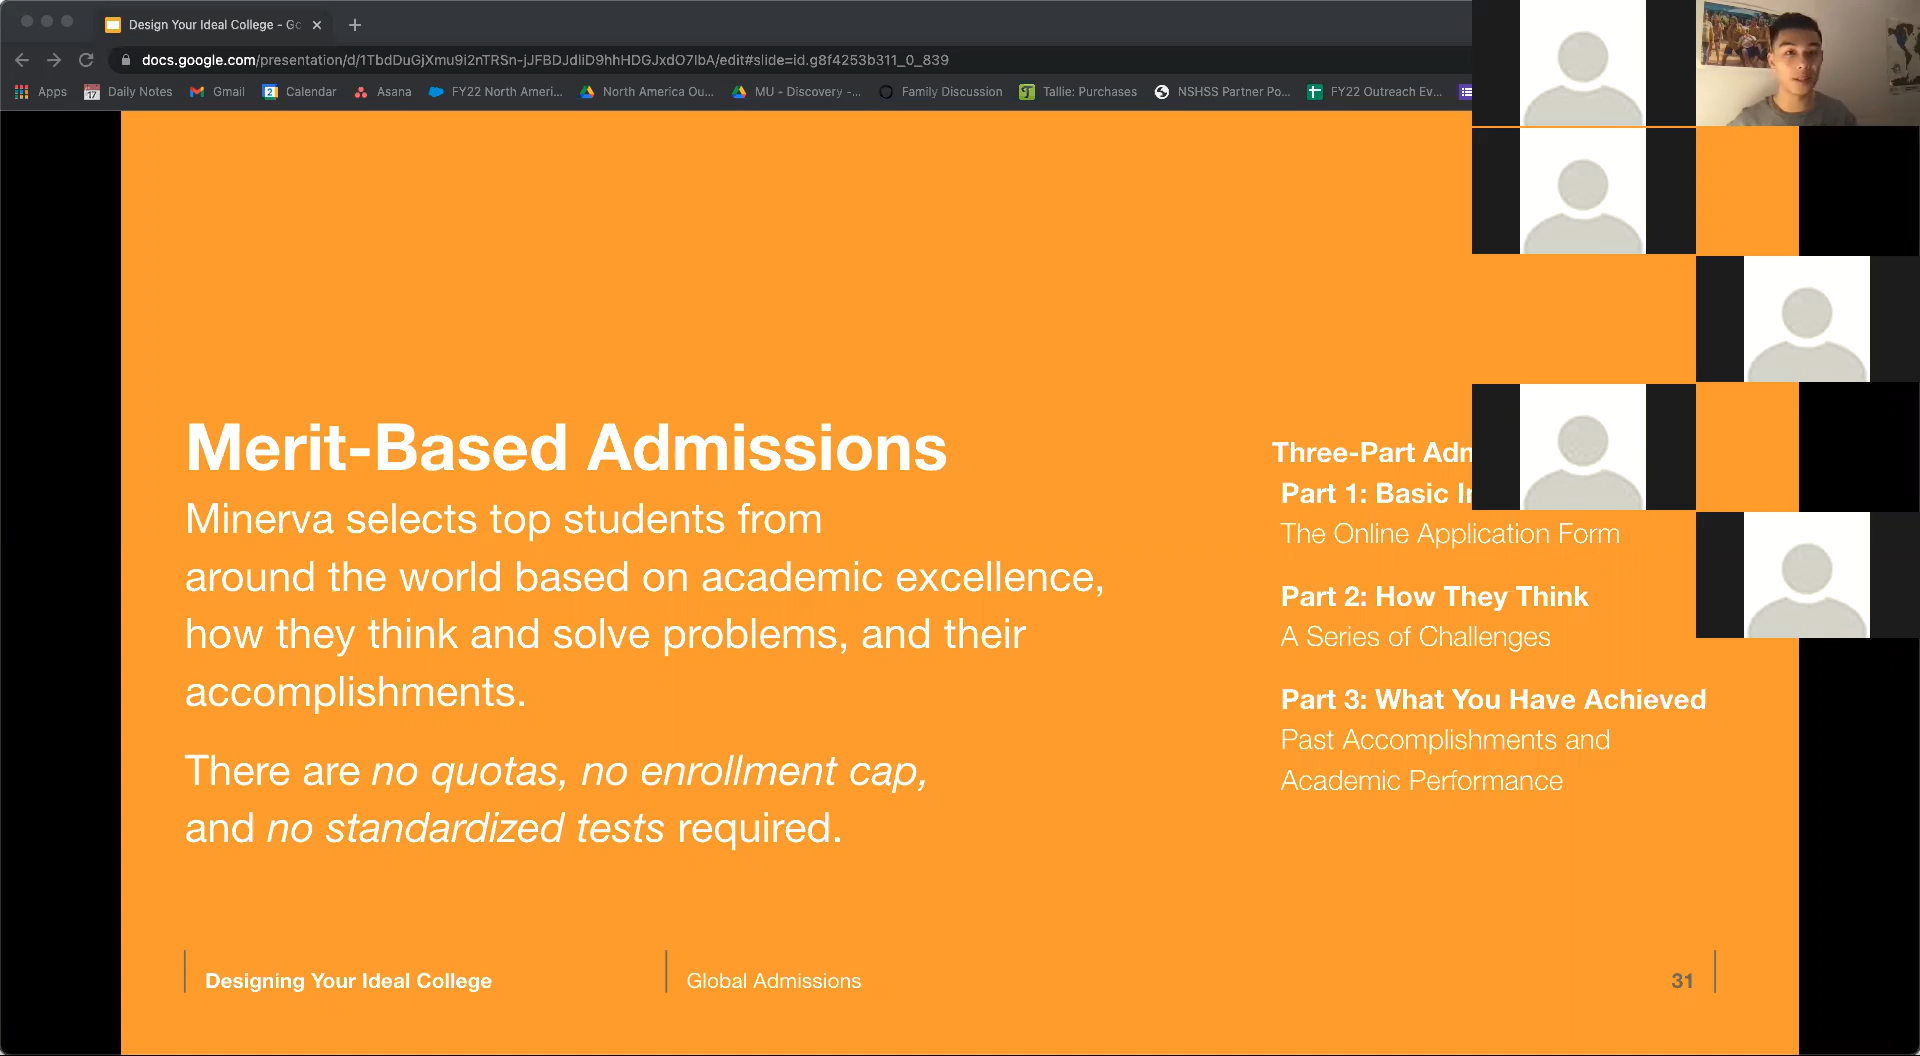 Design Your Ideal College - Gc
docs.google.com/presentation/d/1TbdDuGjXmu9i2nTRSn-jJFBDJdliD9hhHDGJxdO7lbA/edit#slide=id.g8f4253b311_0_839
Apps 17 Daily Notes Gmail 2 Calendar Asana FY22 North Ameri... North America Ou... MU - Discovery -... Family Discussion Tallie: Purchases NSHSS Partner Po... FY22 Outreach Ev...
Merit-Based Admissions
Minerva selects top students from
around the world based on academic excellence,
how they think and solve problems, and their
accomplishments.
There are no quotas, no enrollment cap,
and no standardized tests required.
Three-Part
Part 1: Basic
The Online Application Form
Part 2: How They Think
A Series of Challenges
Part 3: What You Have Achieved
Past Accomplishments and
Academic Performance
Designing Your Ideal College
Global Admissions
31